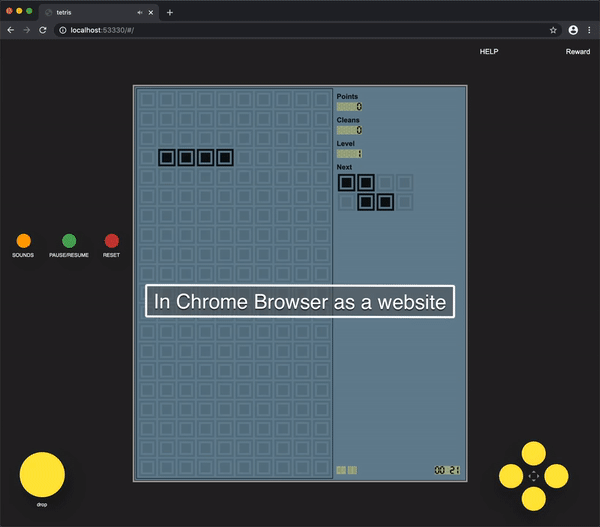 tetris
localhost:53330/#/
HELP
Reward
Points
0
Cleans
0
Level
1
Next
SOUNDS
PAUSE/RESUME
RESET
In Chrome Browser as a website
00 21
drop